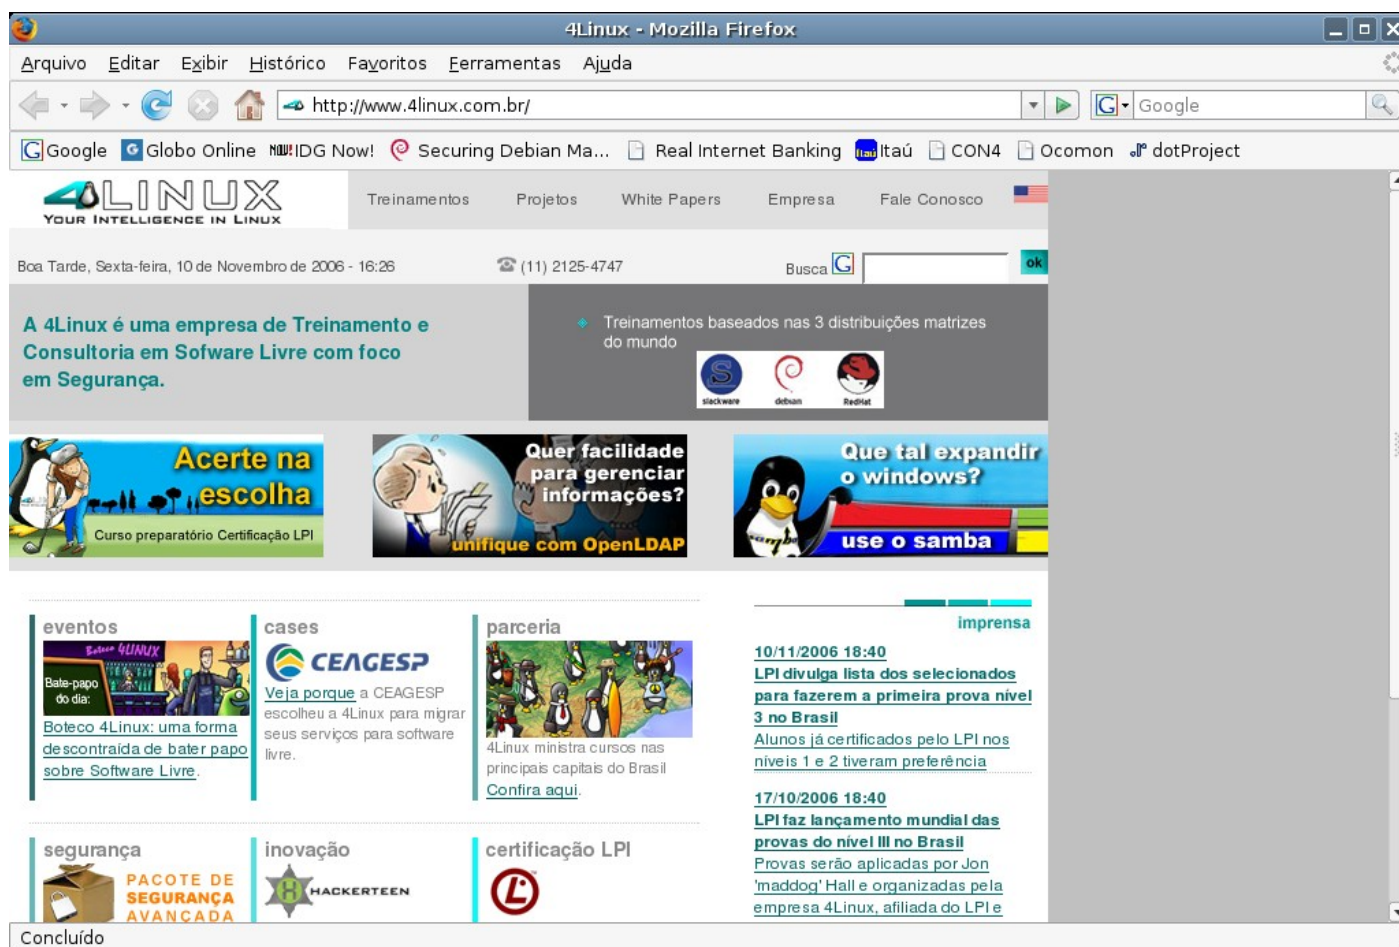 4Linux - Mozilla Firefox
Arquivo Editar Exibir Histórico Favoritos Ferramentas Ajuda
http://www.4linux.com.br/
Google
Google Globo Online NOW! IDG Now! Securing Debian Ma... Real Internet Banking Itaú Itaú CON4 Ocomon dotProject
4LINUX
YOUR INTELLIGENCE IN LINUX
Treinamentos Projetos White Papers Empresa Fale Conosco
Boa Tarde, Sexta-feira, 10 de Novembro de 2006 - 16:26
(11) 2125-4747
Busca G
ok
A 4Linux é uma empresa de Treinamento e
Consultoria em Sofware Livre com foco
em Segurança.
Treinamentos baseados nas 3 distribuições matrizes
do mundo
slackware debian RedHat
Acerte na
escolha
Curso preparatório Certificação LPI
Quer facilidade
para gerenciar
informações?
unifique com OpenLDAP
Que tal expandir
o windows?
samba
use o samba
eventos
Boteco 4LINUX
Bate-papo
do dia:
Boteco 4Linux: uma forma
descontraída de bater papo
sobre Software Livre.
cases
CEAGESP
Veja porque a CEAGESP
escolheu a 4Linux para migrar
seus serviços para software
livre.
parceria
4Linux ministra cursos nas
principais capitais do Brasil
Confira aqui.
imprensa
10/11/2006 18:40
LPI divulga lista dos selecionados
para fazerem a primeira prova nível
3 no Brasil
Alunos já certificados pelo LPI nos
níveis 1 e 2 tiveram preferência
17/10/2006 18:40
LPI faz lançamento mundial das
provas do nível III no Brasil
Provas serão aplicadas por Jon
'maddog' Hall e organizadas pela
empresa 4Linux, afiliada do LPI e
segurança
PACOTE DE
SEGURANÇA
AVANÇADA
inovação
HACKERTEEN
certificação LPI
Concluído